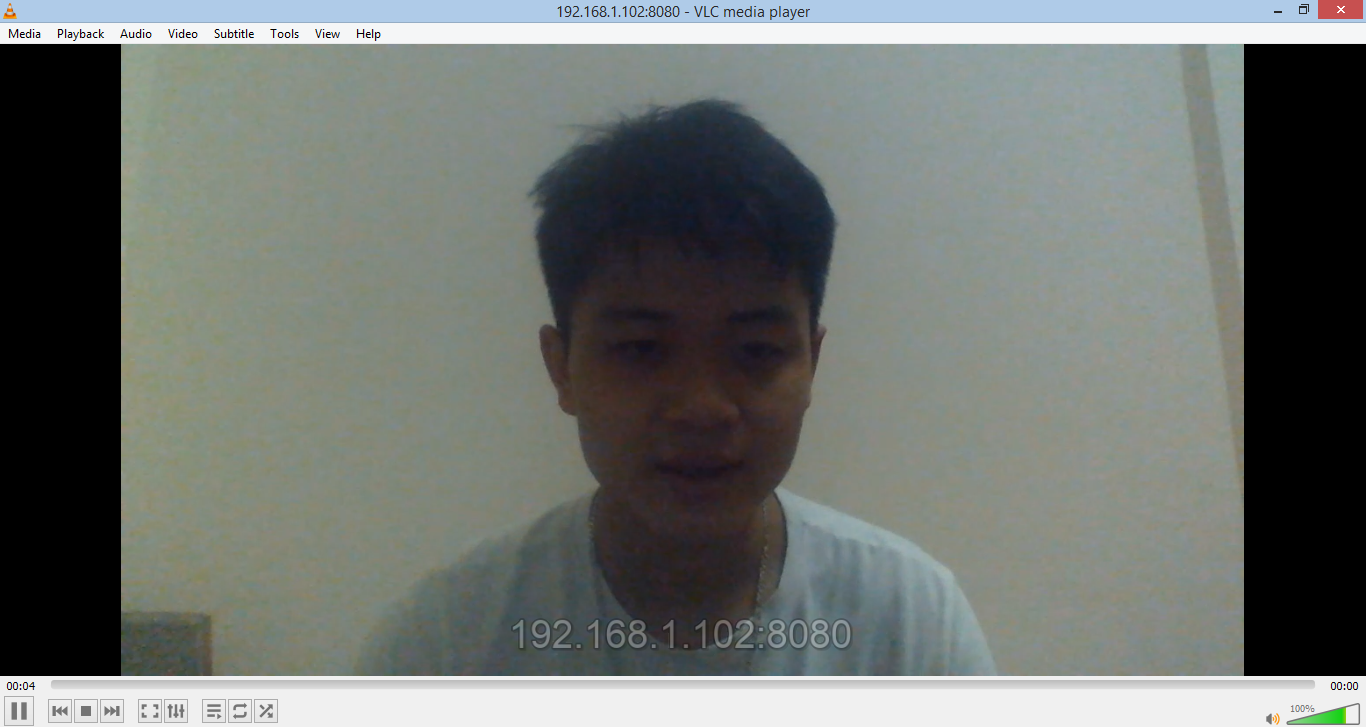 192.168.1.102:8080 - VLC media player
Media Playback Audio Video Subtitle Tools View Help
192.168.1.102:8080
00:04 00:00
100%